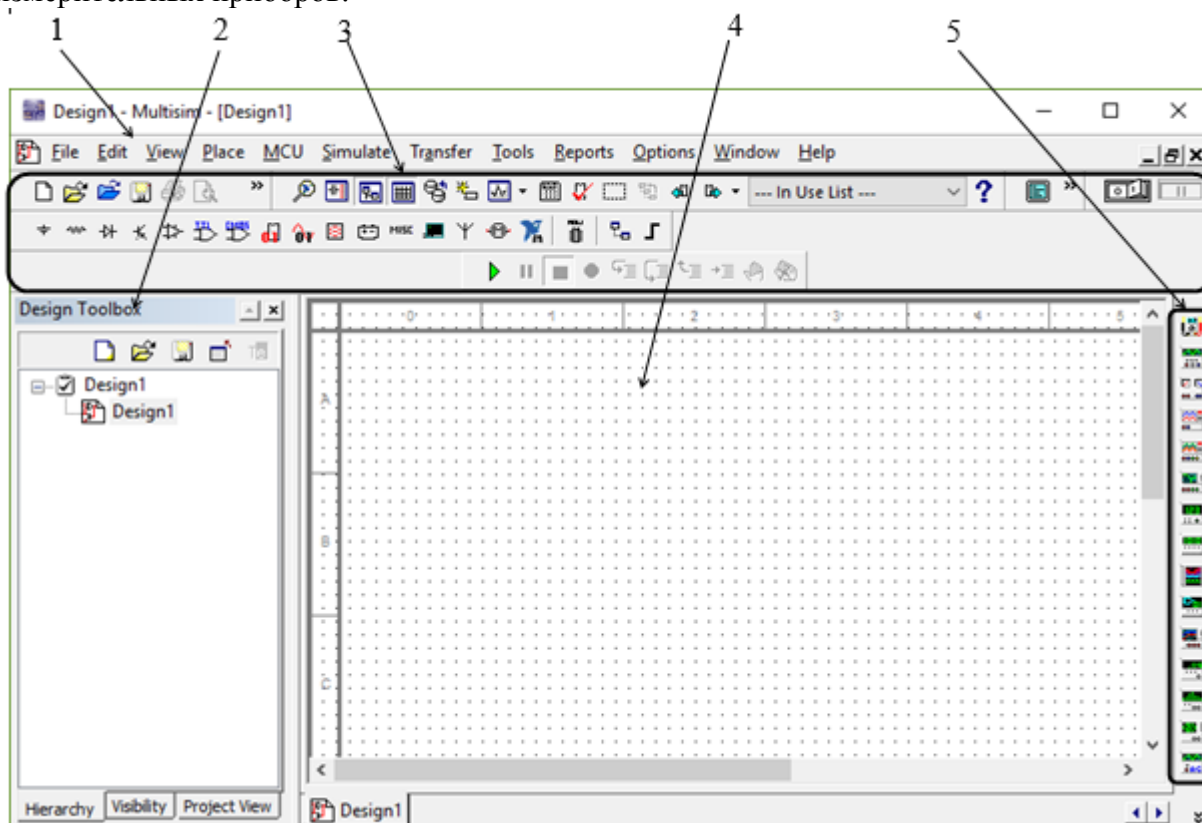 измерительных приборов.
1 2 3 4 5
Design1 - Multisim - [Design1]
File Edit View Place MCU Simulate Transfer Tools Reports Options Window Help
--- In Use List ---
MISC
Design Toolbox
0 1 2 3 4 5
A
Design1
Design1
B
C
Hierarchy Visibility Project View
Design1